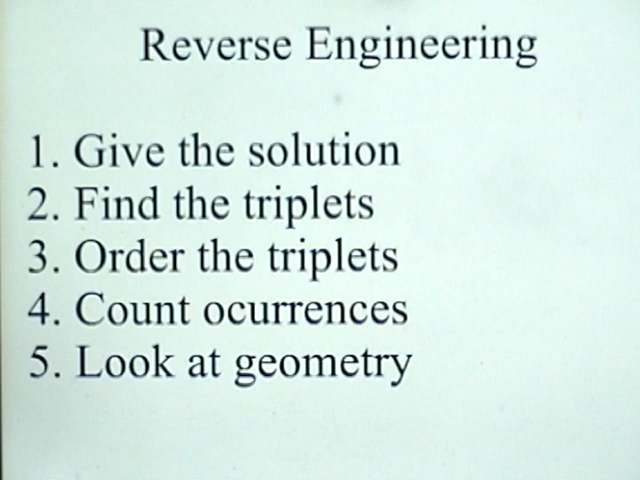 Reverse Engineering
1. Give the solution
2. Find the triplets
3. Order the triplets
4. Count ocurrences
5. Look at geometry